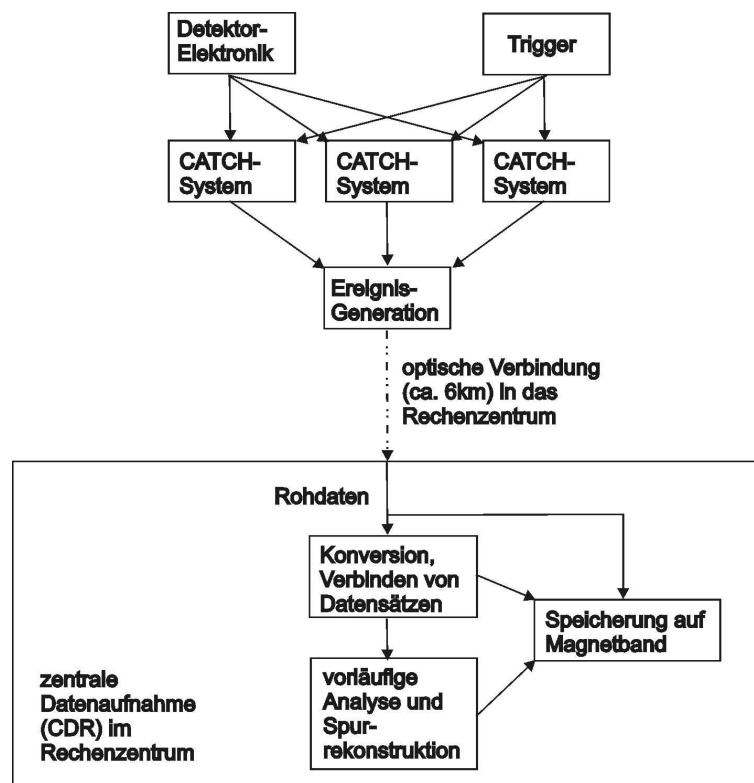 Detektor-
Elektronik
Trigger
CATCH-
System
CATCH-
System
CATCH-
System
Ereignis-
Generation
optische Verbindung
(ca. 6km) in das
Rechenzentrum
Rohdaten
Konversion,
Verbinden von
Datensätzen
Speicherung auf
Magnetband
zentrale
Datenaufnahme
(CDR) im
Rechenzentrum
vorläufige
Analyse und
Spur-
rekonstruktion